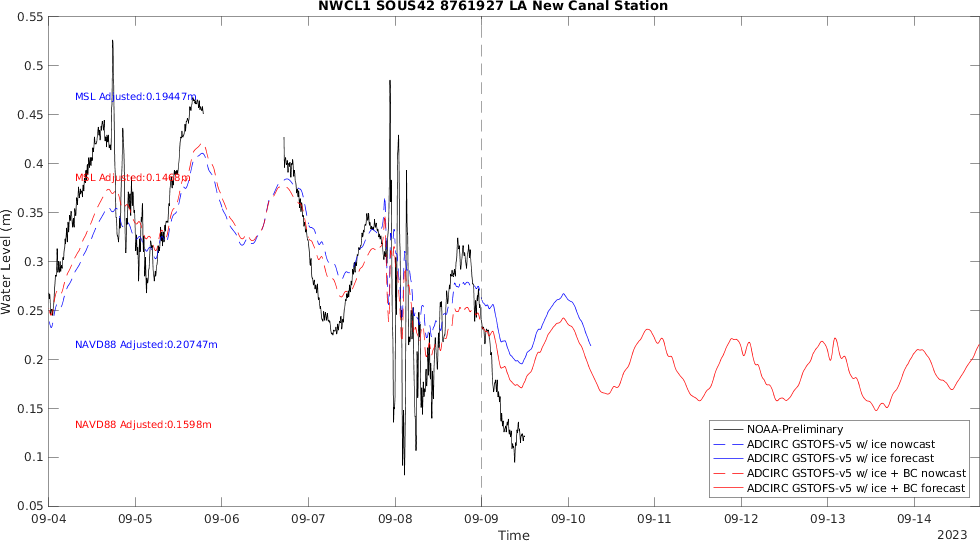 NWCL1 SOUS42 8761927 LA New Canal Station
0.55
0.5
0.45
0.4
0.35
0.3
0.25
0.2
0.15
0.1
0.05
Water Level (m)
MSL Adjusted:0.19447m
MSL Adjusted:0.1468m
NAVD88 Adjusted:0.20747m
NAVD88 Adjusted:0.1598m
NOAA-Preliminary
ADCIRC GSTOFS-v5 w/ ice nowcast
ADCIRC GSTOFS-v5 w/ ice forecast
ADCIRC GSTOFS-v5 w/ ice + BC nowcast
ADCIRC GSTOFS-v5 w/ ice + BC forecast
09-04 09-05 09-06 09-07 09-08 09-09 09-10 09-11 09-12 09-13 09-14
Time
2023